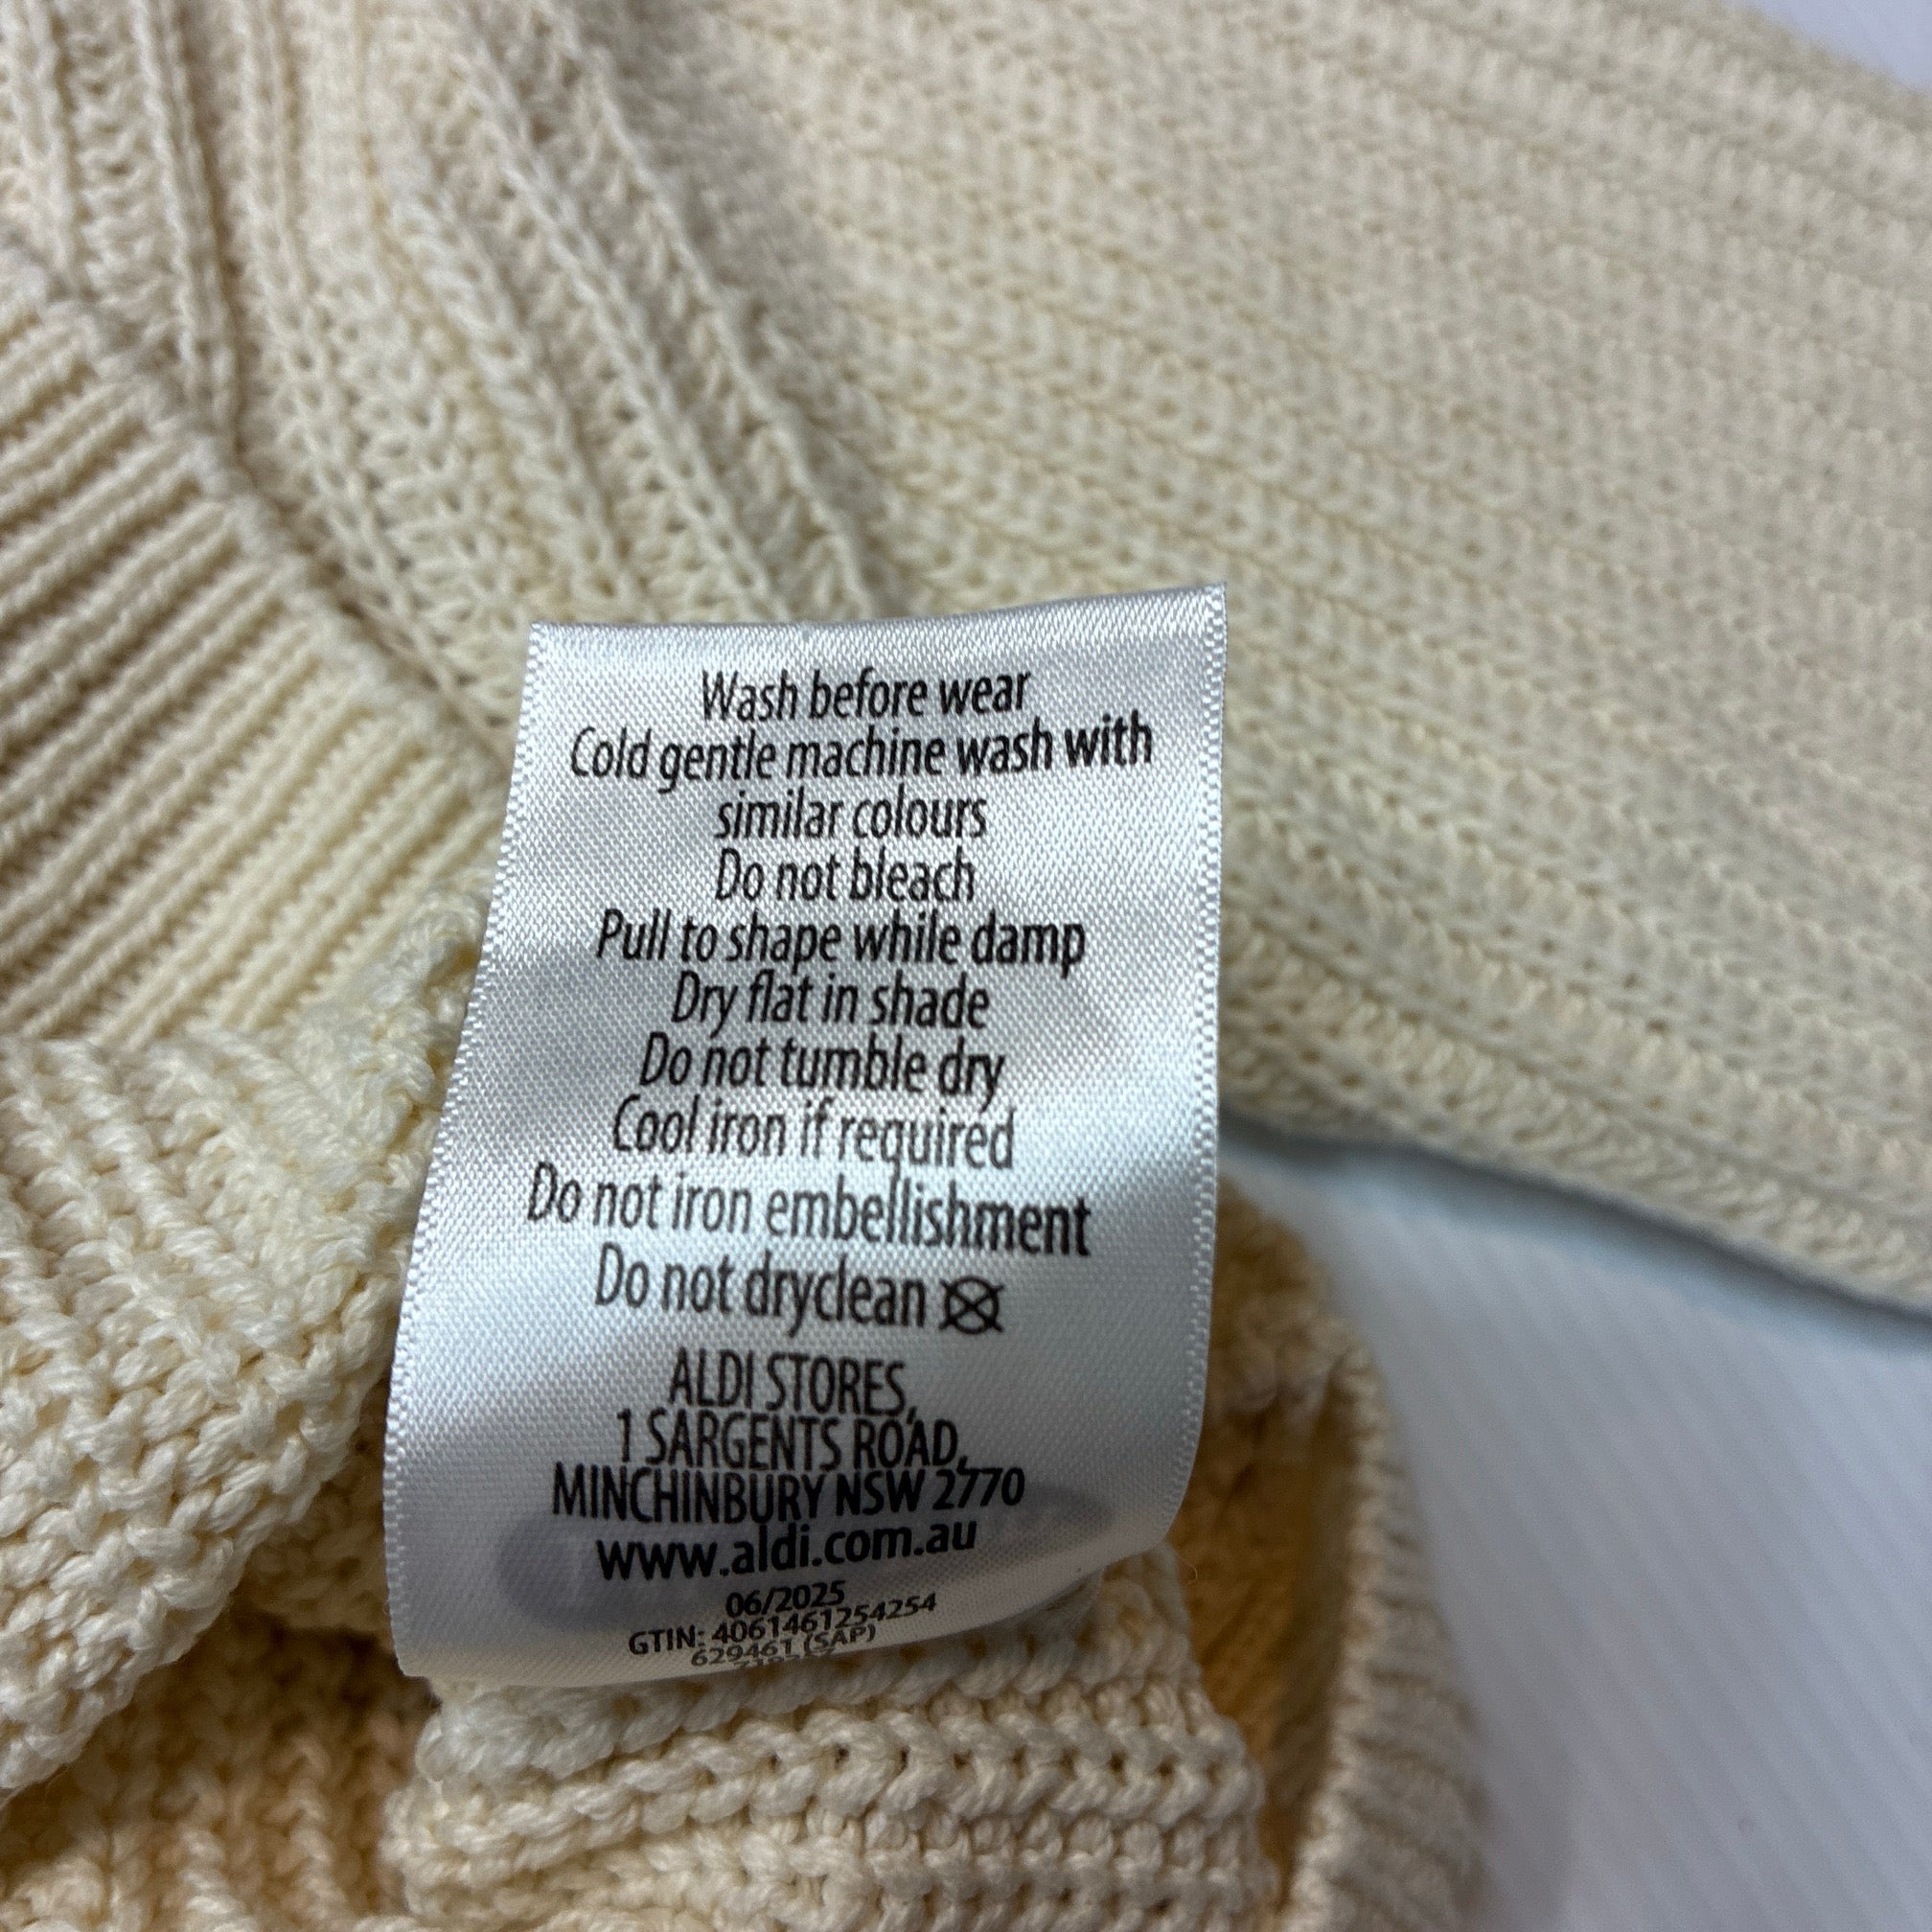 Wash before wear
Cold gentle machine wash with
similar colours
Do not bleach
Pull to shape while damp
Dry flat in shade
Do not tumble dry
Cool iron if required
Do not iron embellishment
Do not dryclean
ALDI STORES,
1 SARGENTS ROAD,
MINCHINBURY NSW 2770
www.aldi.com.au
06/2025
GTIN: 4061461254254
629461 (SAP)